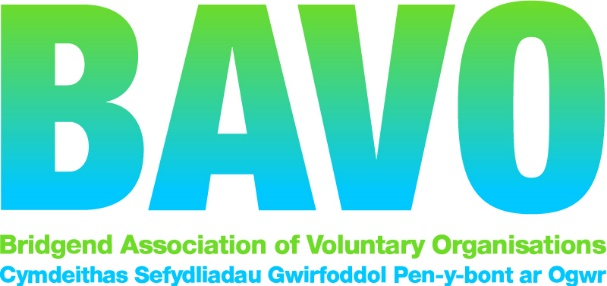 BAVO
Bridgend Association of Voluntary Organisations
Cymdeithas Sefydliadau Gwirfoddol Pen-y-bont ar Ogwr